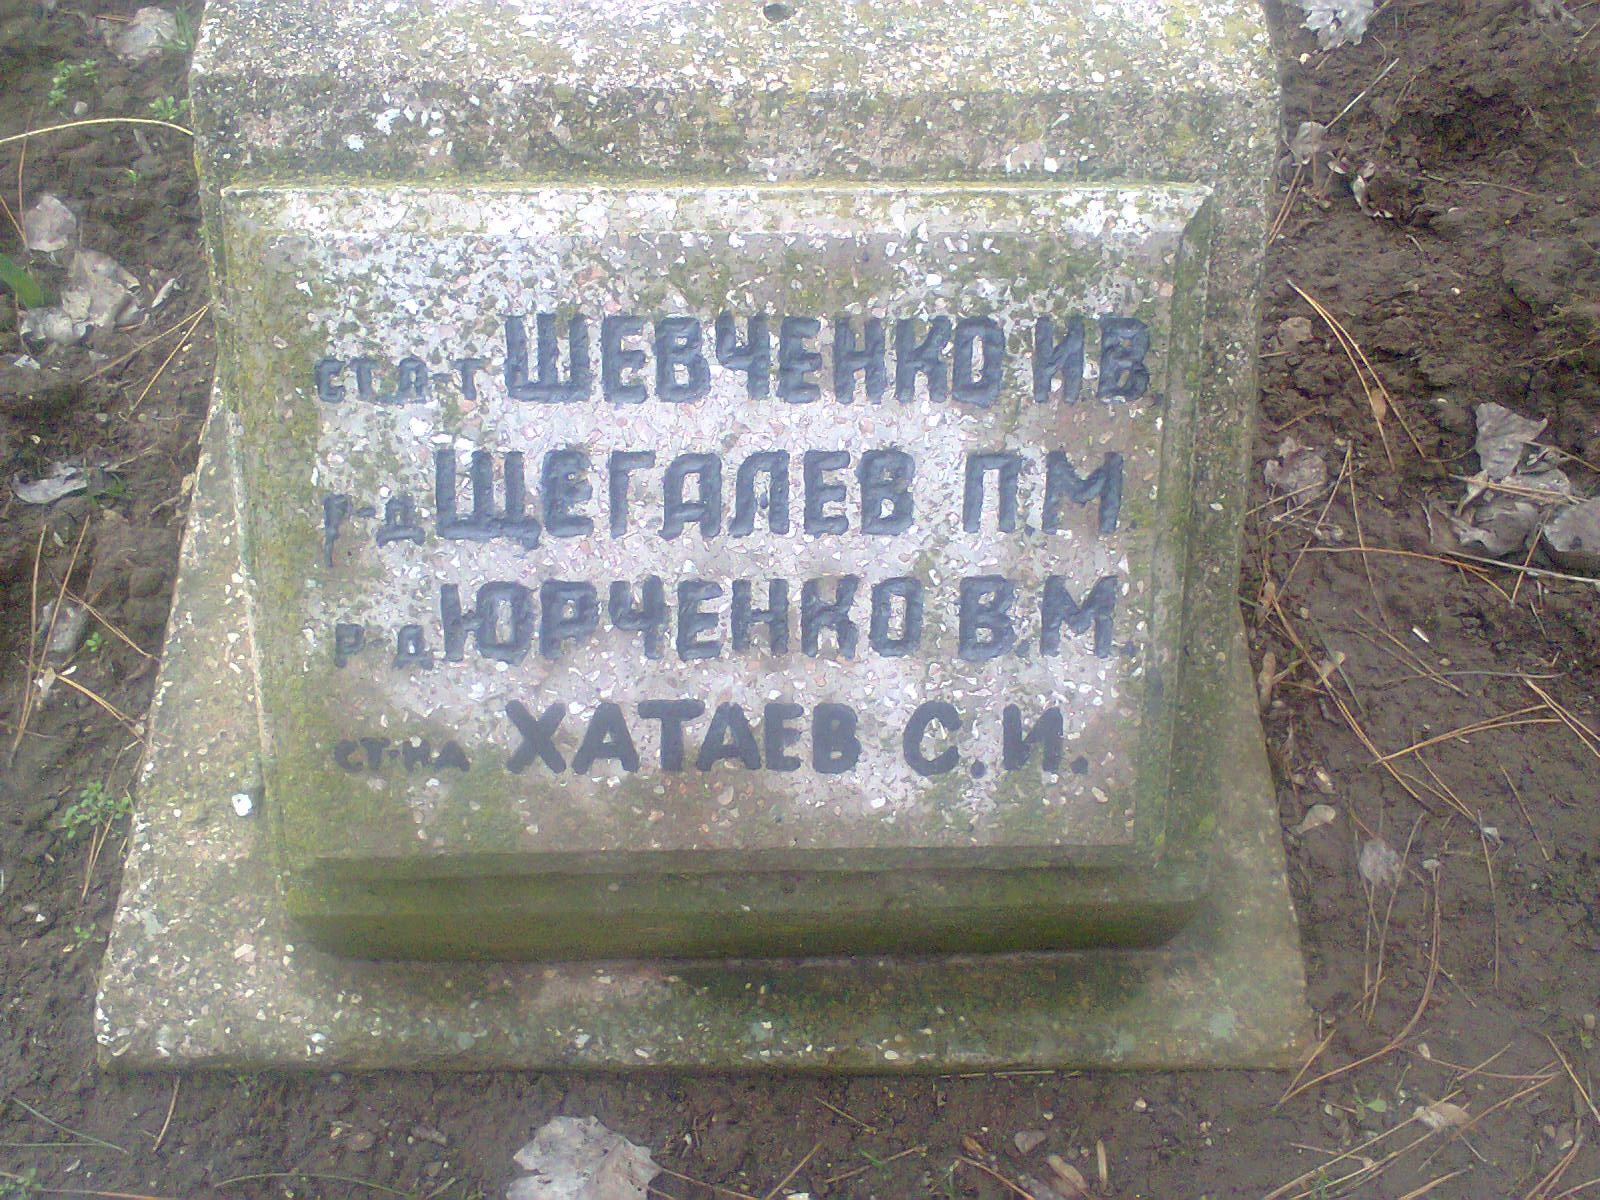 СТ. Л-Т ШЕВЧЕНКО И.В.
Р-Д ЩЕГАЛЕВ П.М.
Р-Д ЮРЧЕНКО В.М.
СТ-НА ХАТАЕВ С.И.